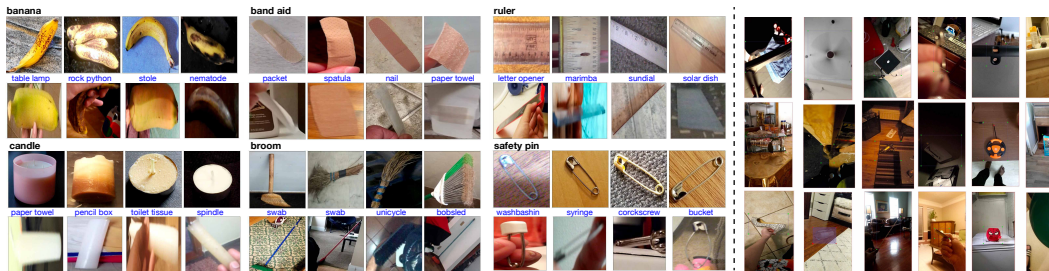 banana
band aid
ruler
table lamp
rock python
stole
nematode
packet
spatula
nail
paper towel
letter opener
marimba
sundial
solar dish
candle
broom
safety pin
paper towel
pencil box
toilet tissue
spindle
swab
swab
unicycle
bobsled
washbashin
syringe
corckscrew
bucket